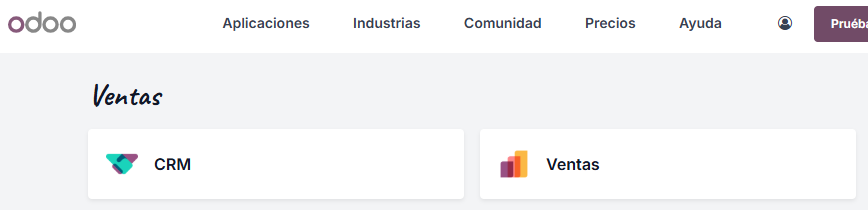 odoo Aplicaciones Industrias Comunidad Precios Ayuda
Ventas
CRM Ventas